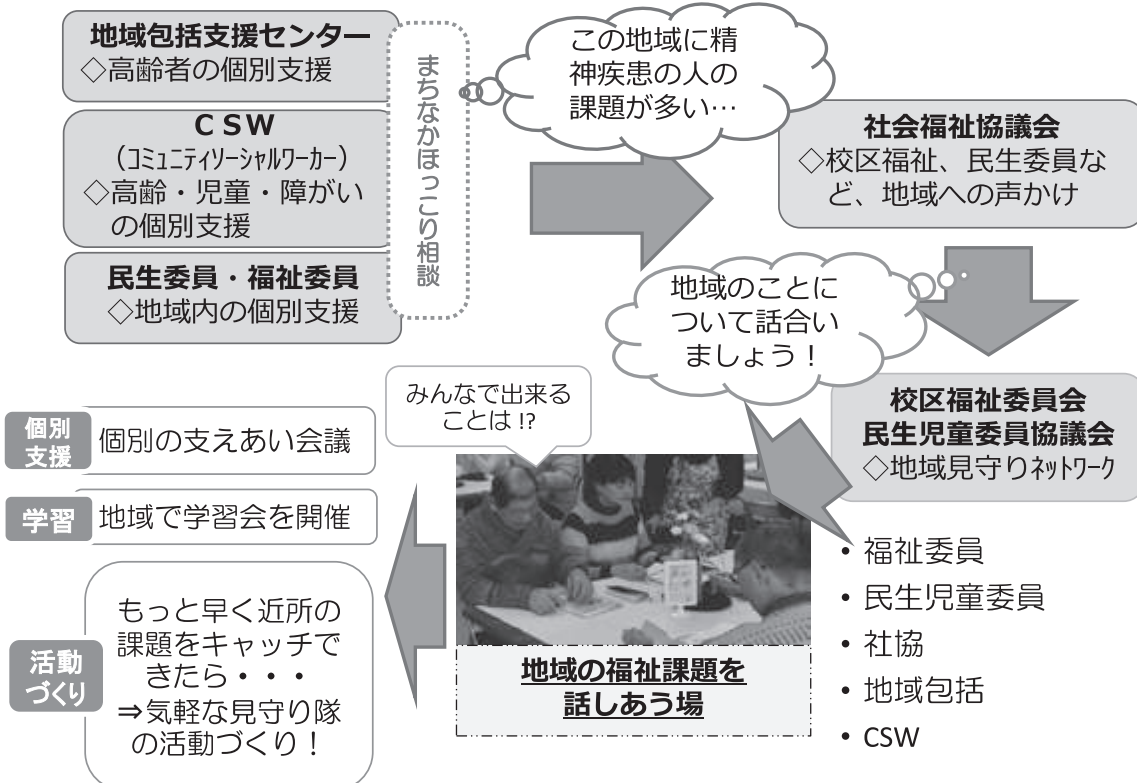 地域包括支援センター
◇高齢者の個別支援
CSW
（ｺﾐｭﾆﾃｨｿｰｼｬﾙﾜｰｶｰ）
◇高齢・児童・障がい
の個別支援
民生委員・福祉委員
◇地域内の個別支援
まちなかほっこり相談
この地域に精
神疾患の人の
課題が多い…
社会福祉協議会
◇校区福祉、民生委員な
ど、地域への声かけ
地域のことに
ついて話合い
ましょう！
校区福祉委員会
民生児童委員協議会
◇地域見守りﾈｯﾄﾜｰｸ
• 福祉委員
• 民生児童委員
• 社協
• 地域包括
• CSW
みんなで出来る
ことは !?
地域の福祉課題を
話しあう場
個別
支援
個別の支えあい会議
学習
地域で学習会を開催
活動
づくり
もっと早く近所の
課題をキャッチで
きたら・・・
⇒気軽な見守り隊
の活動づくり！